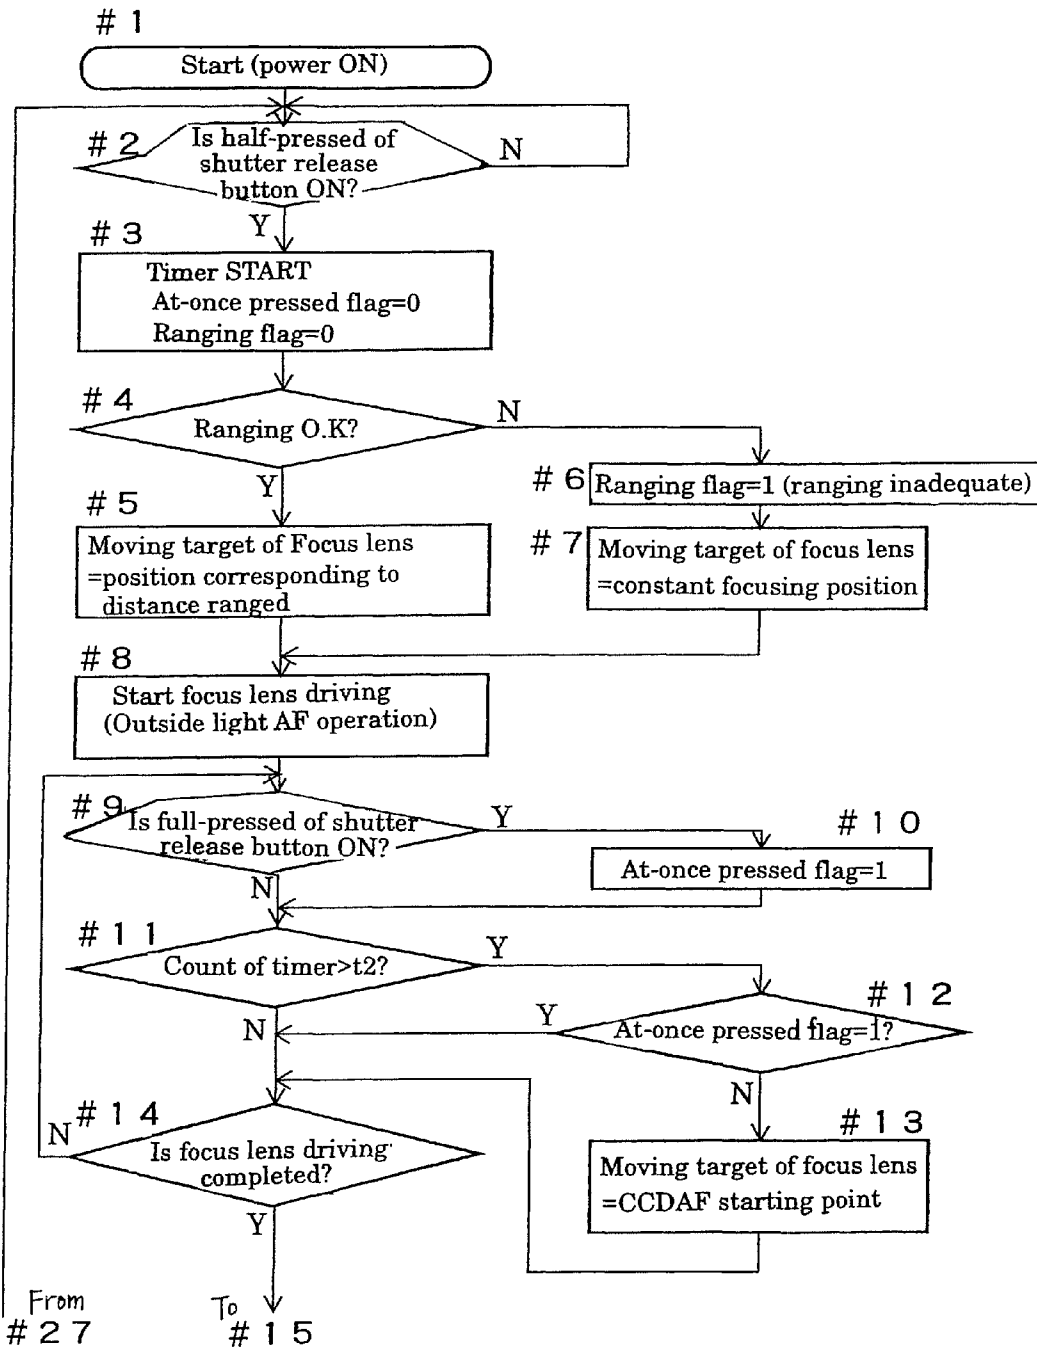 # 1
Start (power ON)
# 2
Is half-pressed of
shutter release
button ON?
N
Y
# 3
Timer START
At-once pressed flag=0
Ranging flag=0
# 4
Ranging O.K?
N
Y
# 5
Moving target of Focus lens
=position corresponding to
distance ranged
# 6
Ranging flag=1 (ranging inadequate)
# 7
Moving target of focus lens
=constant focusing position
# 8
Start focus lens driving
(Outside light AF operation)
# 9
Is full-pressed of shutter
release button ON?
Y
N
# 1 0
At-once pressed flag=1
# 1 1
Count of timer>t2?
Y
N
# 1 2
At-once pressed flag=1?
Y
N
# 1 3
Moving target of focus lens
=CCDAF starting point
# 1 4
Is focus lens driving
completed?
N
Y
From
# 2 7
To
# 1 5